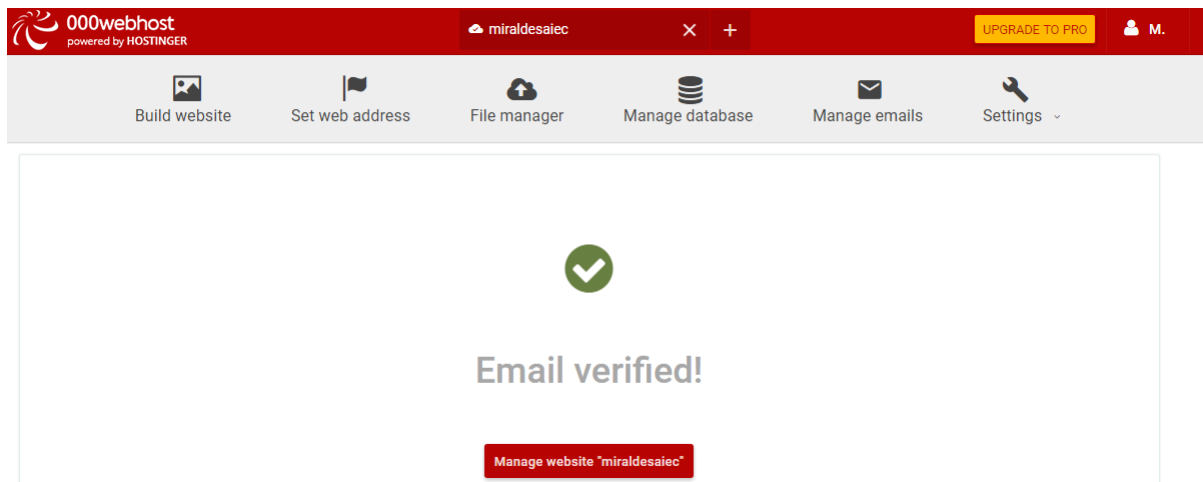 000webhost
powered by HOSTINGER
miraldesaiec
UPGRADE TO PRO
M.
Build website
Set web address
File manager
Manage database
Manage emails
Settings
Email verified!
Manage website "miraldesaiec"